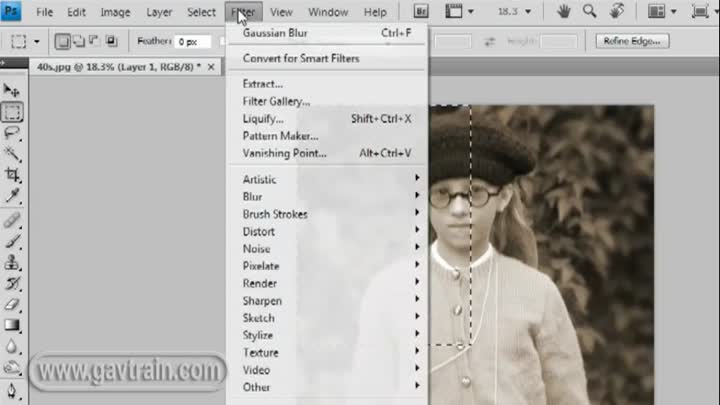 Ps File Edit Image Layer Select Filter View Window Help Br 18.3
Feather: 0 px Refine Edge...
40s.jpg @ 18.3% (Layer 1, RGB/8) *
Gaussian Blur Ctrl+F
Convert for Smart Filters
Extract...
Filter Gallery...
Liquify... Shift+Ctrl+X
Pattern Maker...
Vanishing Point... Alt+Ctrl+V
Artistic
Blur
Brush Strokes
Distort
Noise
Pixelate
Render
Sharpen
Sketch
Stylize
Texture
Video
Other
www.gavtrain.com